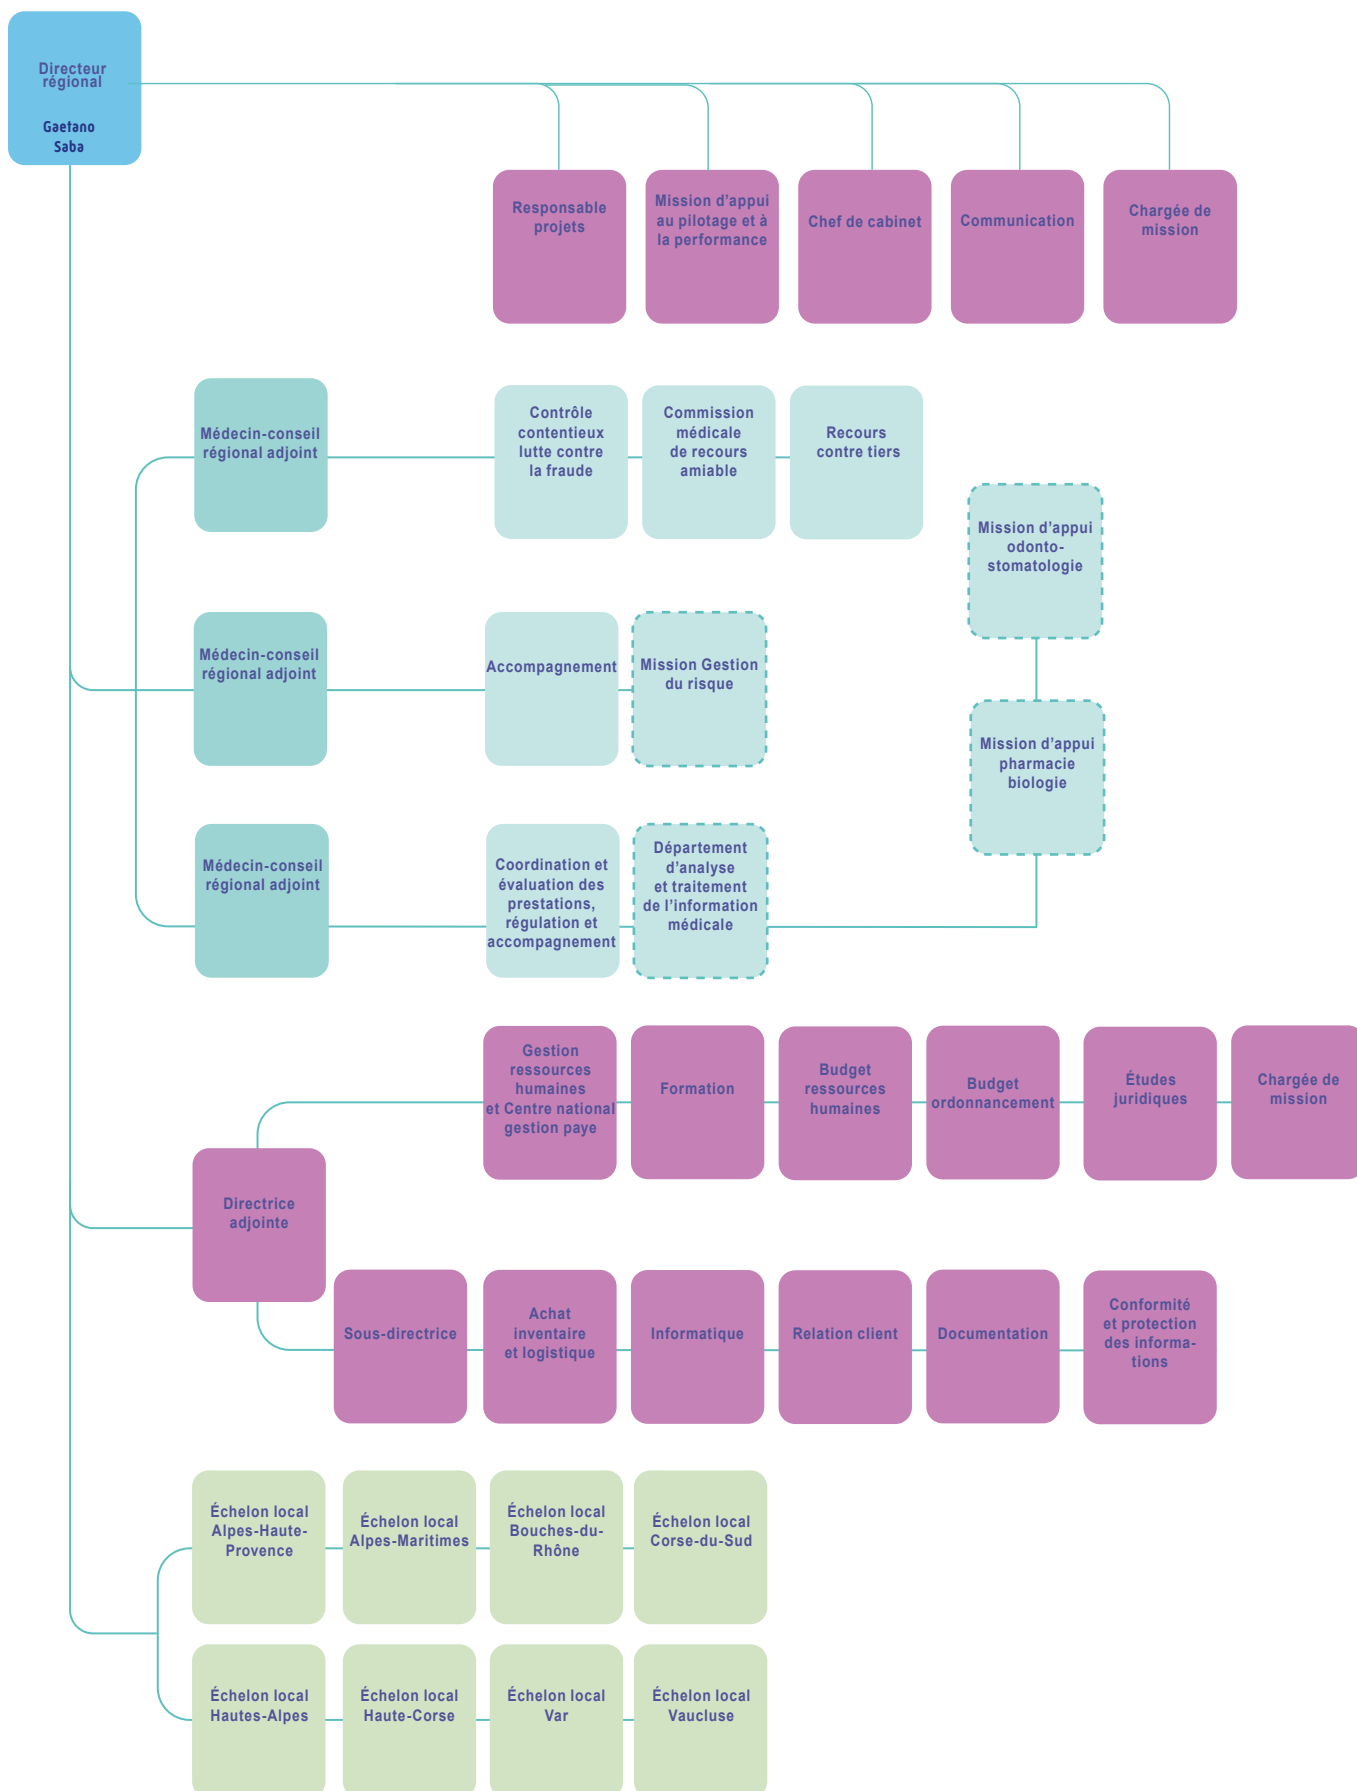 Directeur
régional
Gaetano
Saba
Responsable
projets
Mission d’appui
au pilotage et à
la performance
Chef de cabinet
Communication
Chargée de
mission
Médecin-conseil
régional adjoint
Contrôle
contentieux
lutte contre
la fraude
Commission
médicale
de recours
amiable
Recours
contre tiers
Mission d’appui
odonto-
stomatologie
Médecin-conseil
régional adjoint
Accompagnement
Mission Gestion
du risque
Mission d’appui
pharmacie
biologie
Médecin-conseil
régional adjoint
Coordination et
évaluation des
prestations,
régulation et
accompagnement
Département
d’analyse
et traitement
de l’information
médicale
Gestion
ressources
humaines
et Centre national
gestion paye
Formation
Budget
ressources
humaines
Budget
ordonnancement
Études
juridiques
Chargée de
mission
Directrice
adjointe
Sous-directrice
Achat
inventaire
et logistique
Informatique
Relation client
Documentation
Conformité
et protection
des informa-
tions
Échelon local
Alpes-Haute-
Provence
Échelon local
Alpes-Maritimes
Échelon local
Bouches-du-
Rhône
Échelon local
Corse-du-Sud
Échelon local
Hautes-Alpes
Échelon local
Haute-Corse
Échelon local
Var
Échelon local
Vaucluse